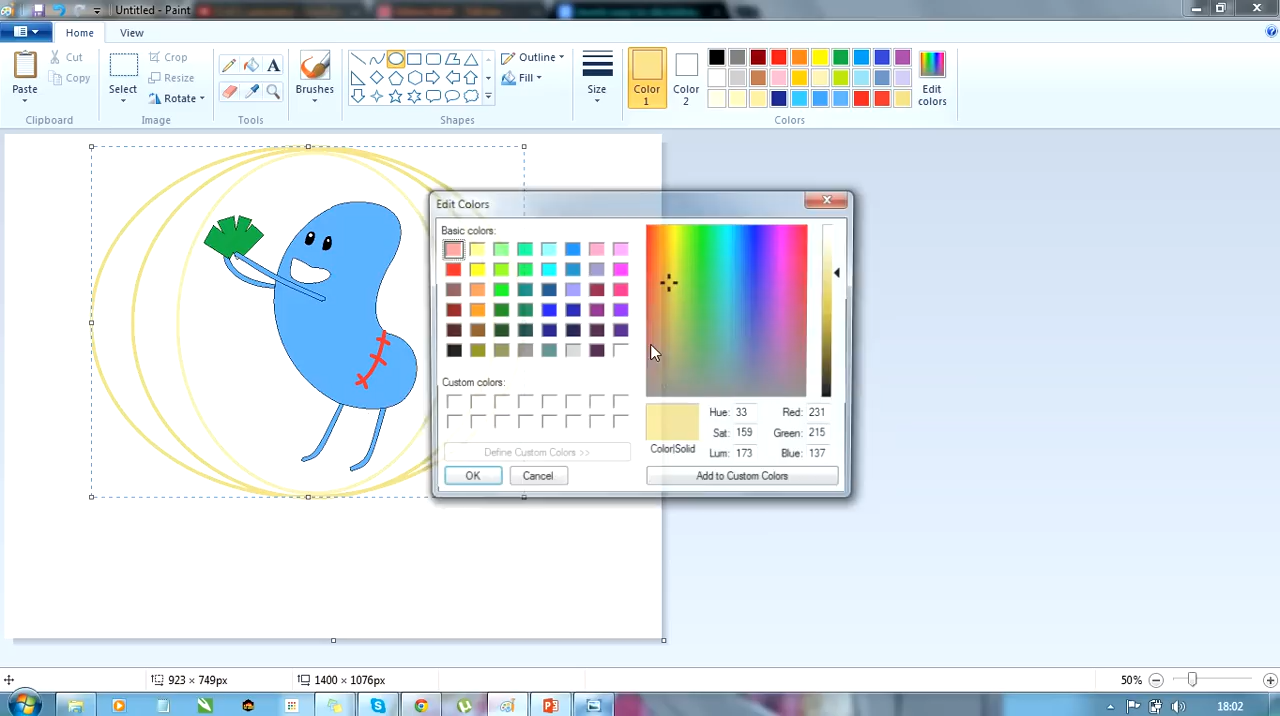 Untitled - Paint
Home View
Cut
Copy
Paste
Clipboard
Select
Crop
Resize
Rotate
Image
A
Tools
Brushes
Outline
Fill
Shapes
Size
Color 1
Color 2
Edit colors
Colors
Edit Colors
Basic colors:
Custom colors:
Define Custom Colors >>
OK Cancel
Color|Solid
Hue: 33 Red: 231
Sat: 159 Green: 215
Lum: 173 Blue: 137
Add to Custom Colors
923 × 749px 1400 × 1076px 50%
18:02